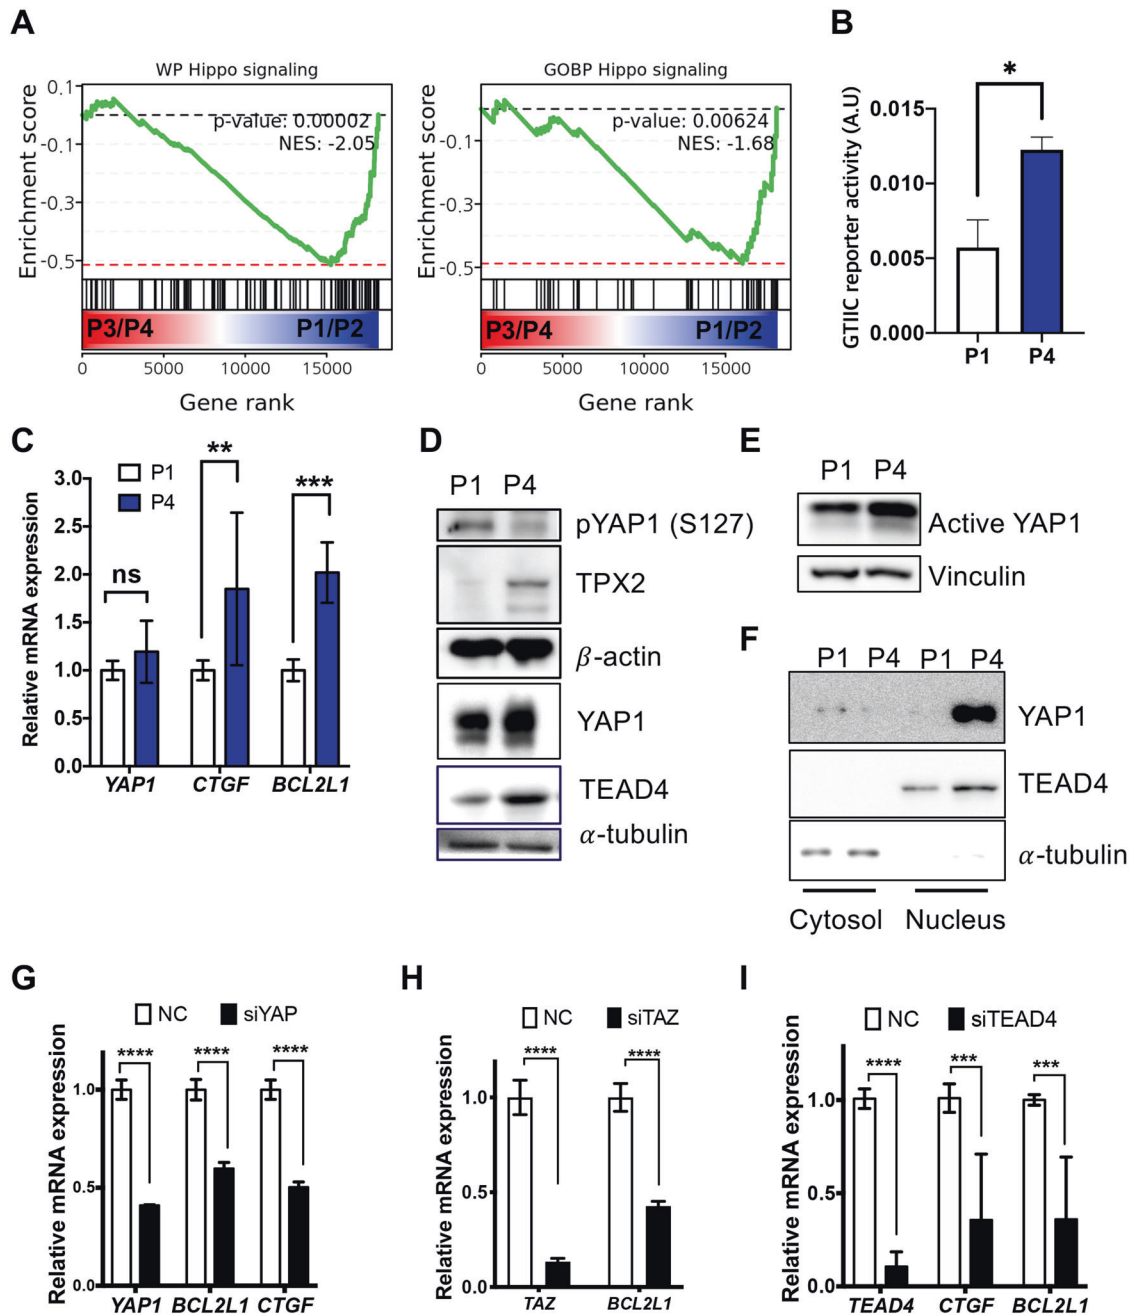 A
WP Hippo signaling
Enrichment score
0.1
-0.1
-0.3
-0.5
p-value: 0.00002
NES: -2.05
P3/P4
P1/P2
0
5000
10000
15000
Gene rank
GOBP Hippo signaling
Enrichment score
-0.1
-0.3
-0.5
p-value: 0.00624
NES: -1.68
P3/P4
P1/P2
0
5000
10000
15000
Gene rank
B
GTIIC reporter activity (A.U)
0.015
0.010
0.005
0.000
*
P1
P4
C
Relative mRNA expression
3.0
2.5
2.0
1.5
1.0
0.5
0.0
P1
P4
ns
**
***
YAP1
CTGF
BCL2L1
D
P1 P4
pYAP1 (S127)
TPX2
β-actin
YAP1
TEAD4
α-tubulin
E
P1 P4
Active YAP1
Vinculin
F
P1 P4 P1 P4
YAP1
TEAD4
α-tubulin
Cytosol Nucleus
G
NC siYAP
Relative mRNA expression
1.0
0.5
0.0
**** **** ****
YAP1 BCL2L1 CTGF
H
NC siTAZ
Relative mRNA expression
1.0
0.5
0.0
**** ****
TAZ BCL2L1
I
NC siTEAD4
Relative mRNA expression
1.0
0.5
0.0
**** *** ***
TEAD4 CTGF BCL2L1